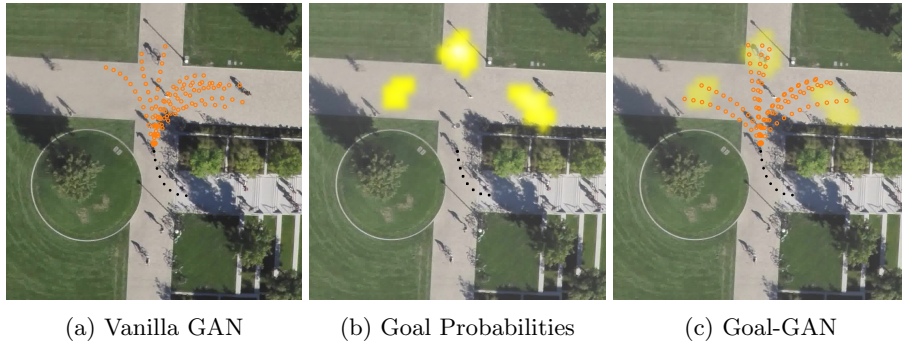 (a) Vanilla GAN
(b) Goal Probabilities
(c) Goal-GAN